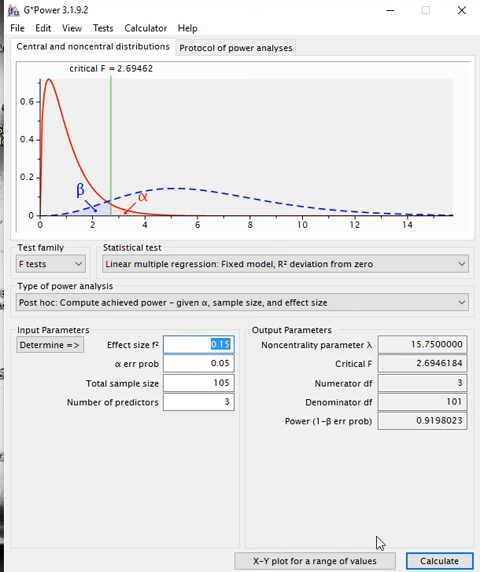 G*Power 3.1.9.2
File Edit View Tests Calculator Help
Central and noncentral distributions Protocol of power analyses
critical F = 2.69462
0.6
0.4
0.2
0
β
α
0 2 4 6 8 10 12 14
Test family Statistical test
F tests Linear multiple regression: Fixed model, R² deviation from zero
Type of power analysis
Post hoc: Compute achieved power – given α, sample size, and effect size
Input Parameters Output Parameters
Determine => Effect size f² 0.15 Noncentrality parameter λ 15.7500000
α err prob 0.05 Critical F 2.6946184
Total sample size 105 Numerator df 3
Number of predictors 3 Denominator df 101
Power (1-β err prob) 0.9198023
X-Y plot for a range of values Calculate